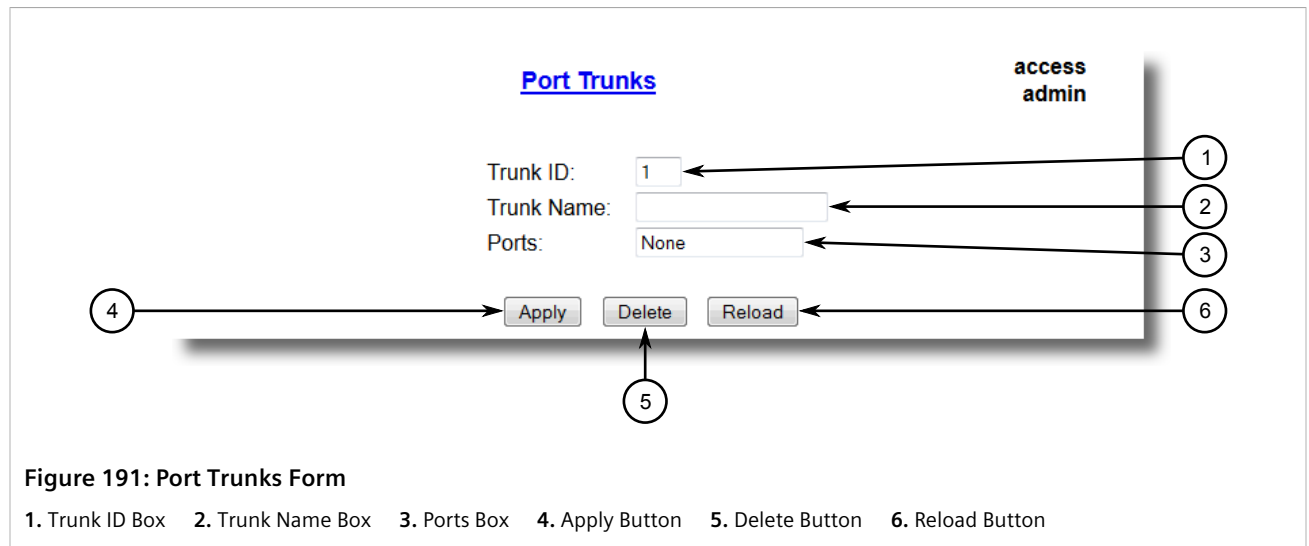 Port Trunks
access
admin
Trunk ID: 1
1
Trunk Name:
2
Ports: None
3
4
Apply Delete Reload
6
5
Figure 191: Port Trunks Form
1. Trunk ID Box 2. Trunk Name Box 3. Ports Box 4. Apply Button 5. Delete Button 6. Reload Button